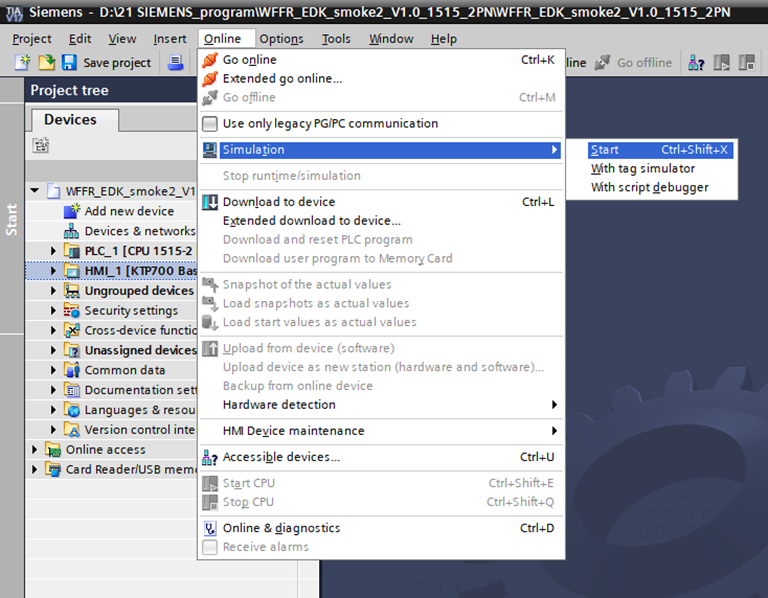 Siemens - D:\21 SIEMENS_program\WFFR_EDK_smoke2_V1.0_1515_2PN\WFFR_EDK_smoke2_V1.0_1515_2PN
Project Edit View Insert Online Options Tools Window Help
Save project
line Go offline
Project tree
Devices
Start
WFFR_EDK_smoke2_V1
Add new device
Devices & networks
PLC_1 [CPU 1515-2
HMI_1 [KTP700 Bas
Ungrouped devices
Security settings
Cross-device functio
Unassigned devices
Common data
Documentation sett
Languages & resou
Version control inte
Online access
Card Reader/USB memo
Go online Ctrl+K
Extended go online...
Go offline Ctrl+M
Use only legacy PG/PC communication
Simulation
Stop runtime/simulation
Download to device Ctrl+L
Extended download to device...
Download and reset PLC program
Download user program to Memory Card
Snapshot of the actual values
Load snapshots as actual values
Load start values as actual values
Upload from device (software)
Upload device as new station (hardware and software)...
Backup from online device
Hardware detection
HMI Device maintenance
Accessible devices... Ctrl+U
Start CPU Ctrl+Shift+E
Stop CPU Ctrl+Shift+Q
Online & diagnostics Ctrl+D
Receive alarms
Start Ctrl+Shift+X
With tag simulator
With script debugger